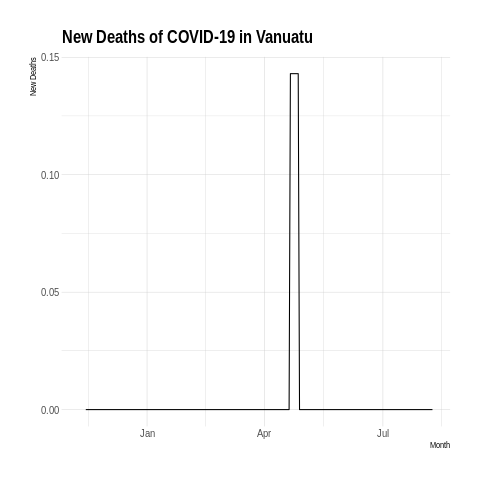 New Deaths of COVID-19 in Vanuatu
New Deaths
0.15
0.10
0.05
0.00
Jan Apr Jul
Month